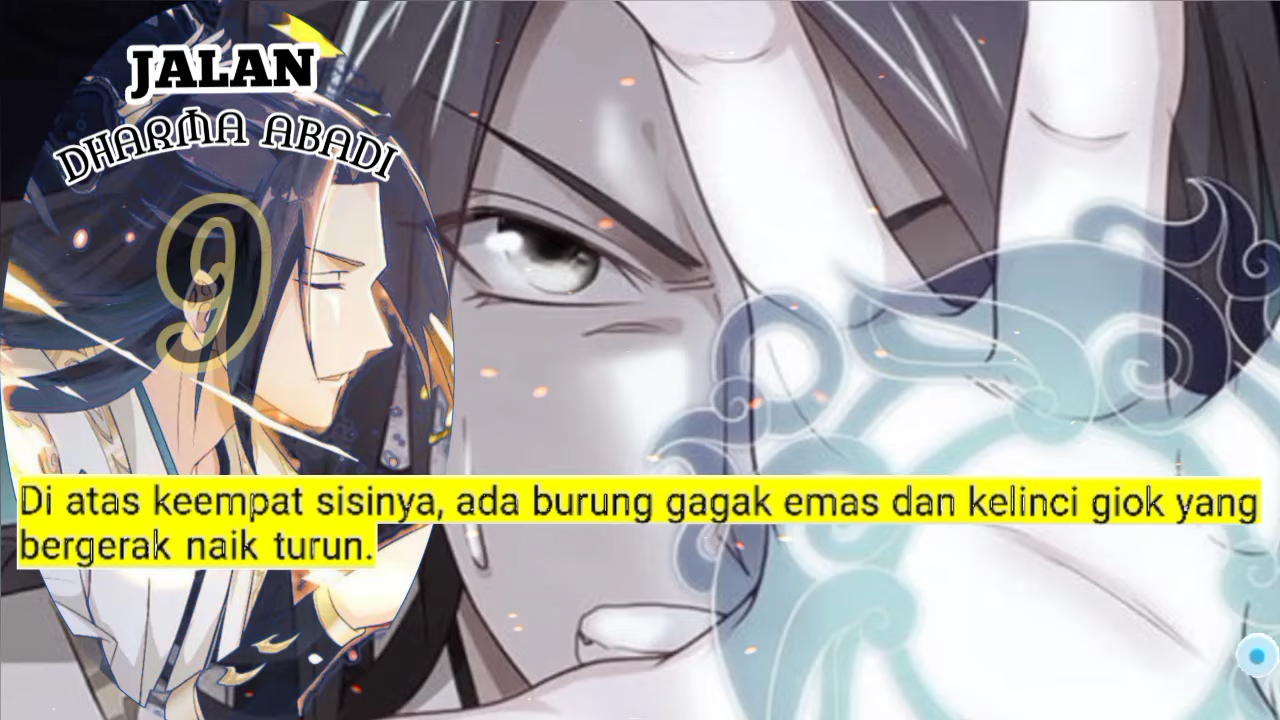 JALAN
DHARMA ABADI
9
Di atas keempat sisinya, ada burung gagak emas dan kelinci giok yang
bergerak naik turun.